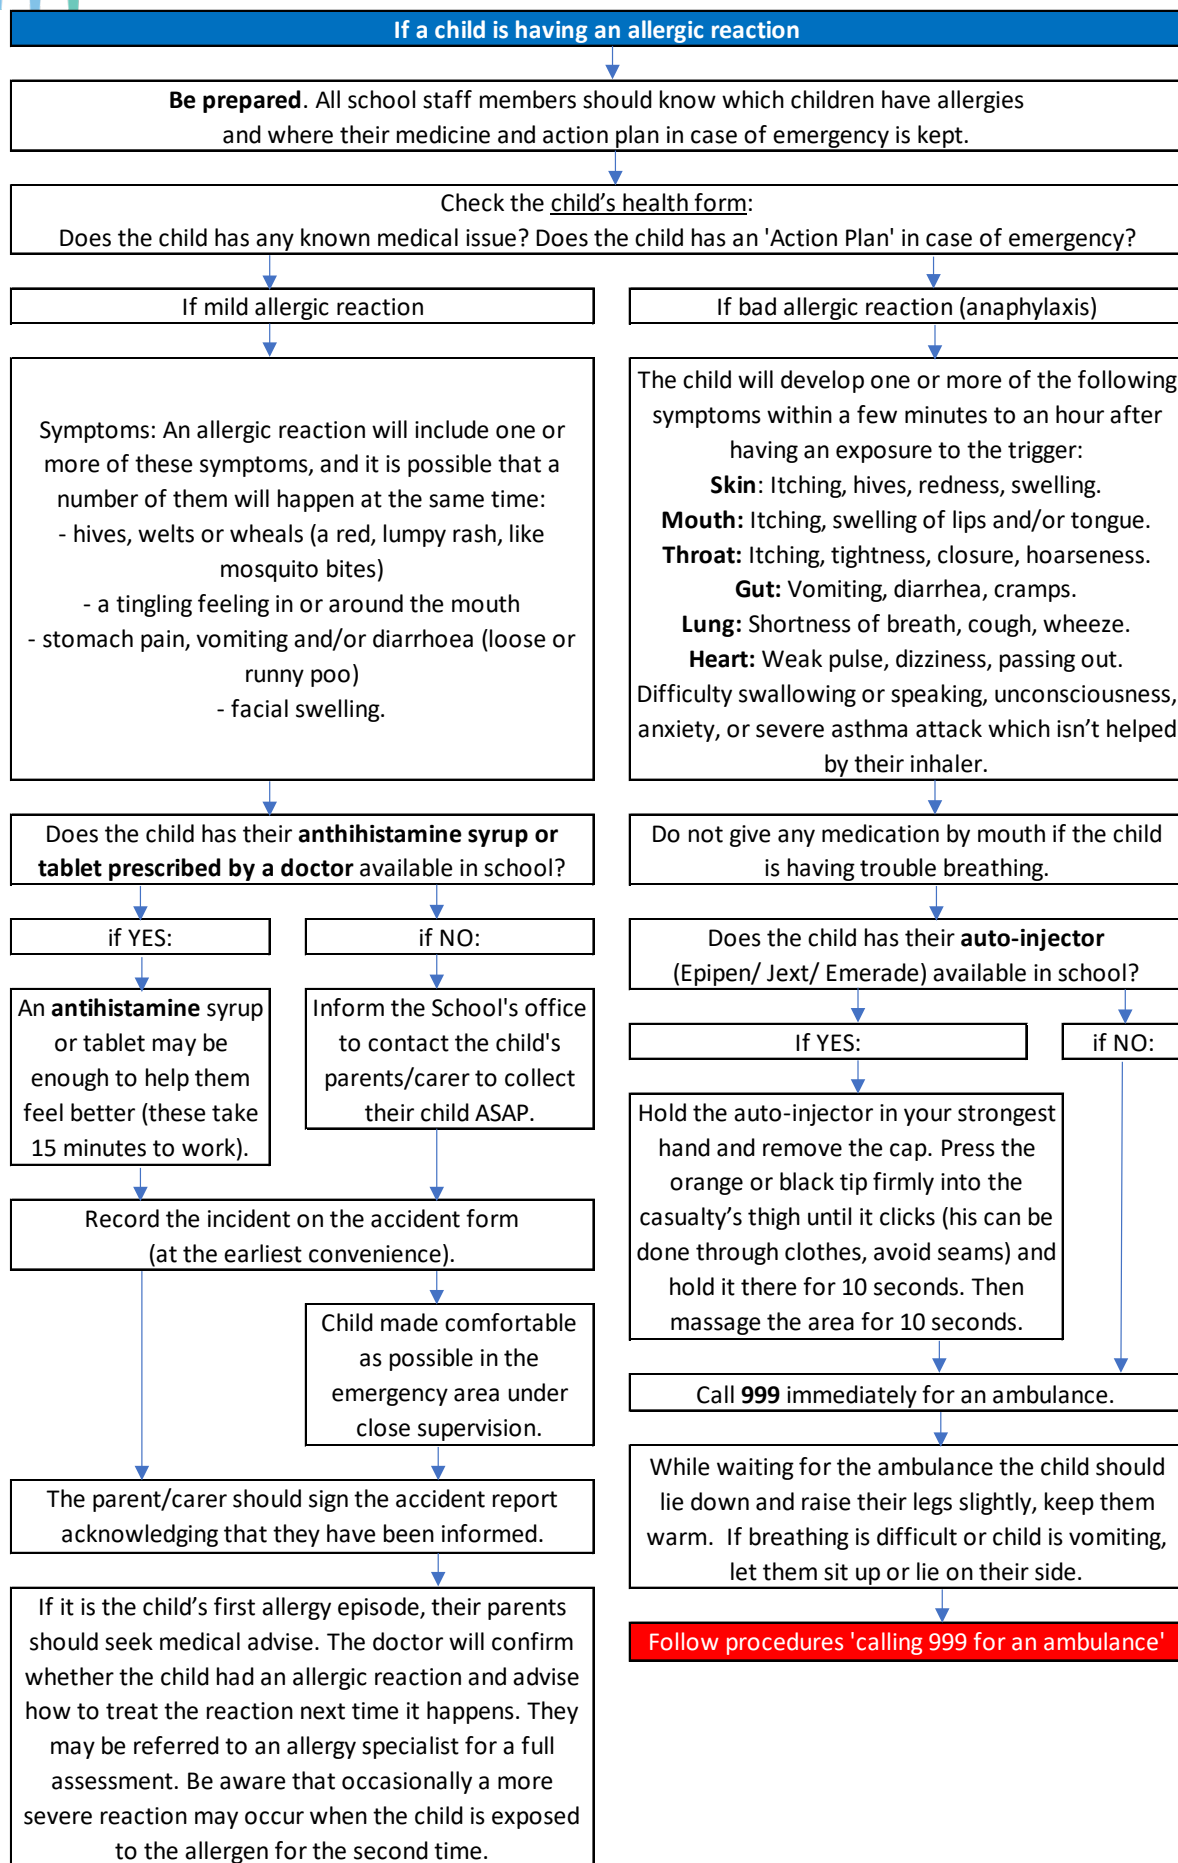 If a child is having an allergic reaction
Be prepared. All school staff members should know which children have allergies
and where their medicine and action plan in case of emergency is kept.
Check the child’s health form:
Does the child has any known medical issue? Does the child has an 'Action Plan' in case of emergency?
If mild allergic reaction
Symptoms: An allergic reaction will include one or
more of these symptoms, and it is possible that a
number of them will happen at the same time:
- hives, welts or wheals (a red, lumpy rash, like
mosquito bites)
- a tingling feeling in or around the mouth
- stomach pain, vomiting and/or diarrhoea (loose or
runny poo)
- facial swelling.
Does the child has their anthihistamine syrup or
tablet prescribed by a doctor available in school?
if YES:
An antihistamine syrup
or tablet may be
enough to help them
feel better (these take
15 minutes to work).
if NO:
Inform the School's office
to contact the child's
parents/carer to collect
their child ASAP.
Record the incident on the accident form
(at the earliest convenience).
Child made comfortable
as possible in the
emergency area under
close supervision.
The parent/carer should sign the accident report
acknowledging that they have been informed.
If it is the child’s first allergy episode, their parents
should seek medical advise. The doctor will confirm
whether the child had an allergic reaction and advise
how to treat the reaction next time it happens. They
may be referred to an allergy specialist for a full
assessment. Be aware that occasionally a more
severe reaction may occur when the child is exposed
to the allergen for the second time.
If bad allergic reaction (anaphylaxis)
The child will develop one or more of the following
symptoms within a few minutes to an hour after
having an exposure to the trigger:
Skin: Itching, hives, redness, swelling.
Mouth: Itching, swelling of lips and/or tongue.
Throat: Itching, tightness, closure, hoarseness.
Gut: Vomiting, diarrhea, cramps.
Lung: Shortness of breath, cough, wheeze.
Heart: Weak pulse, dizziness, passing out.
Difficulty swallowing or speaking, unconsciousness,
anxiety, or severe asthma attack which isn’t helped
by their inhaler.
Do not give any medication by mouth if the child
is having trouble breathing.
Does the child has their auto-injector
(Epipen/ Jext/ Emerade) available in school?
If YES:
if NO:
Hold the auto-injector in your strongest
hand and remove the cap. Press the
orange or black tip firmly into the
casualty’s thigh until it clicks (his can be
done through clothes, avoid seams) and
hold it there for 10 seconds. Then
massage the area for 10 seconds.
Call 999 immediately for an ambulance.
While waiting for the ambulance the child should
lie down and raise their legs slightly, keep them
warm.  If breathing is difficult or child is vomiting,
let them sit up or lie on their side.
Follow procedures 'calling 999 for an ambulance'